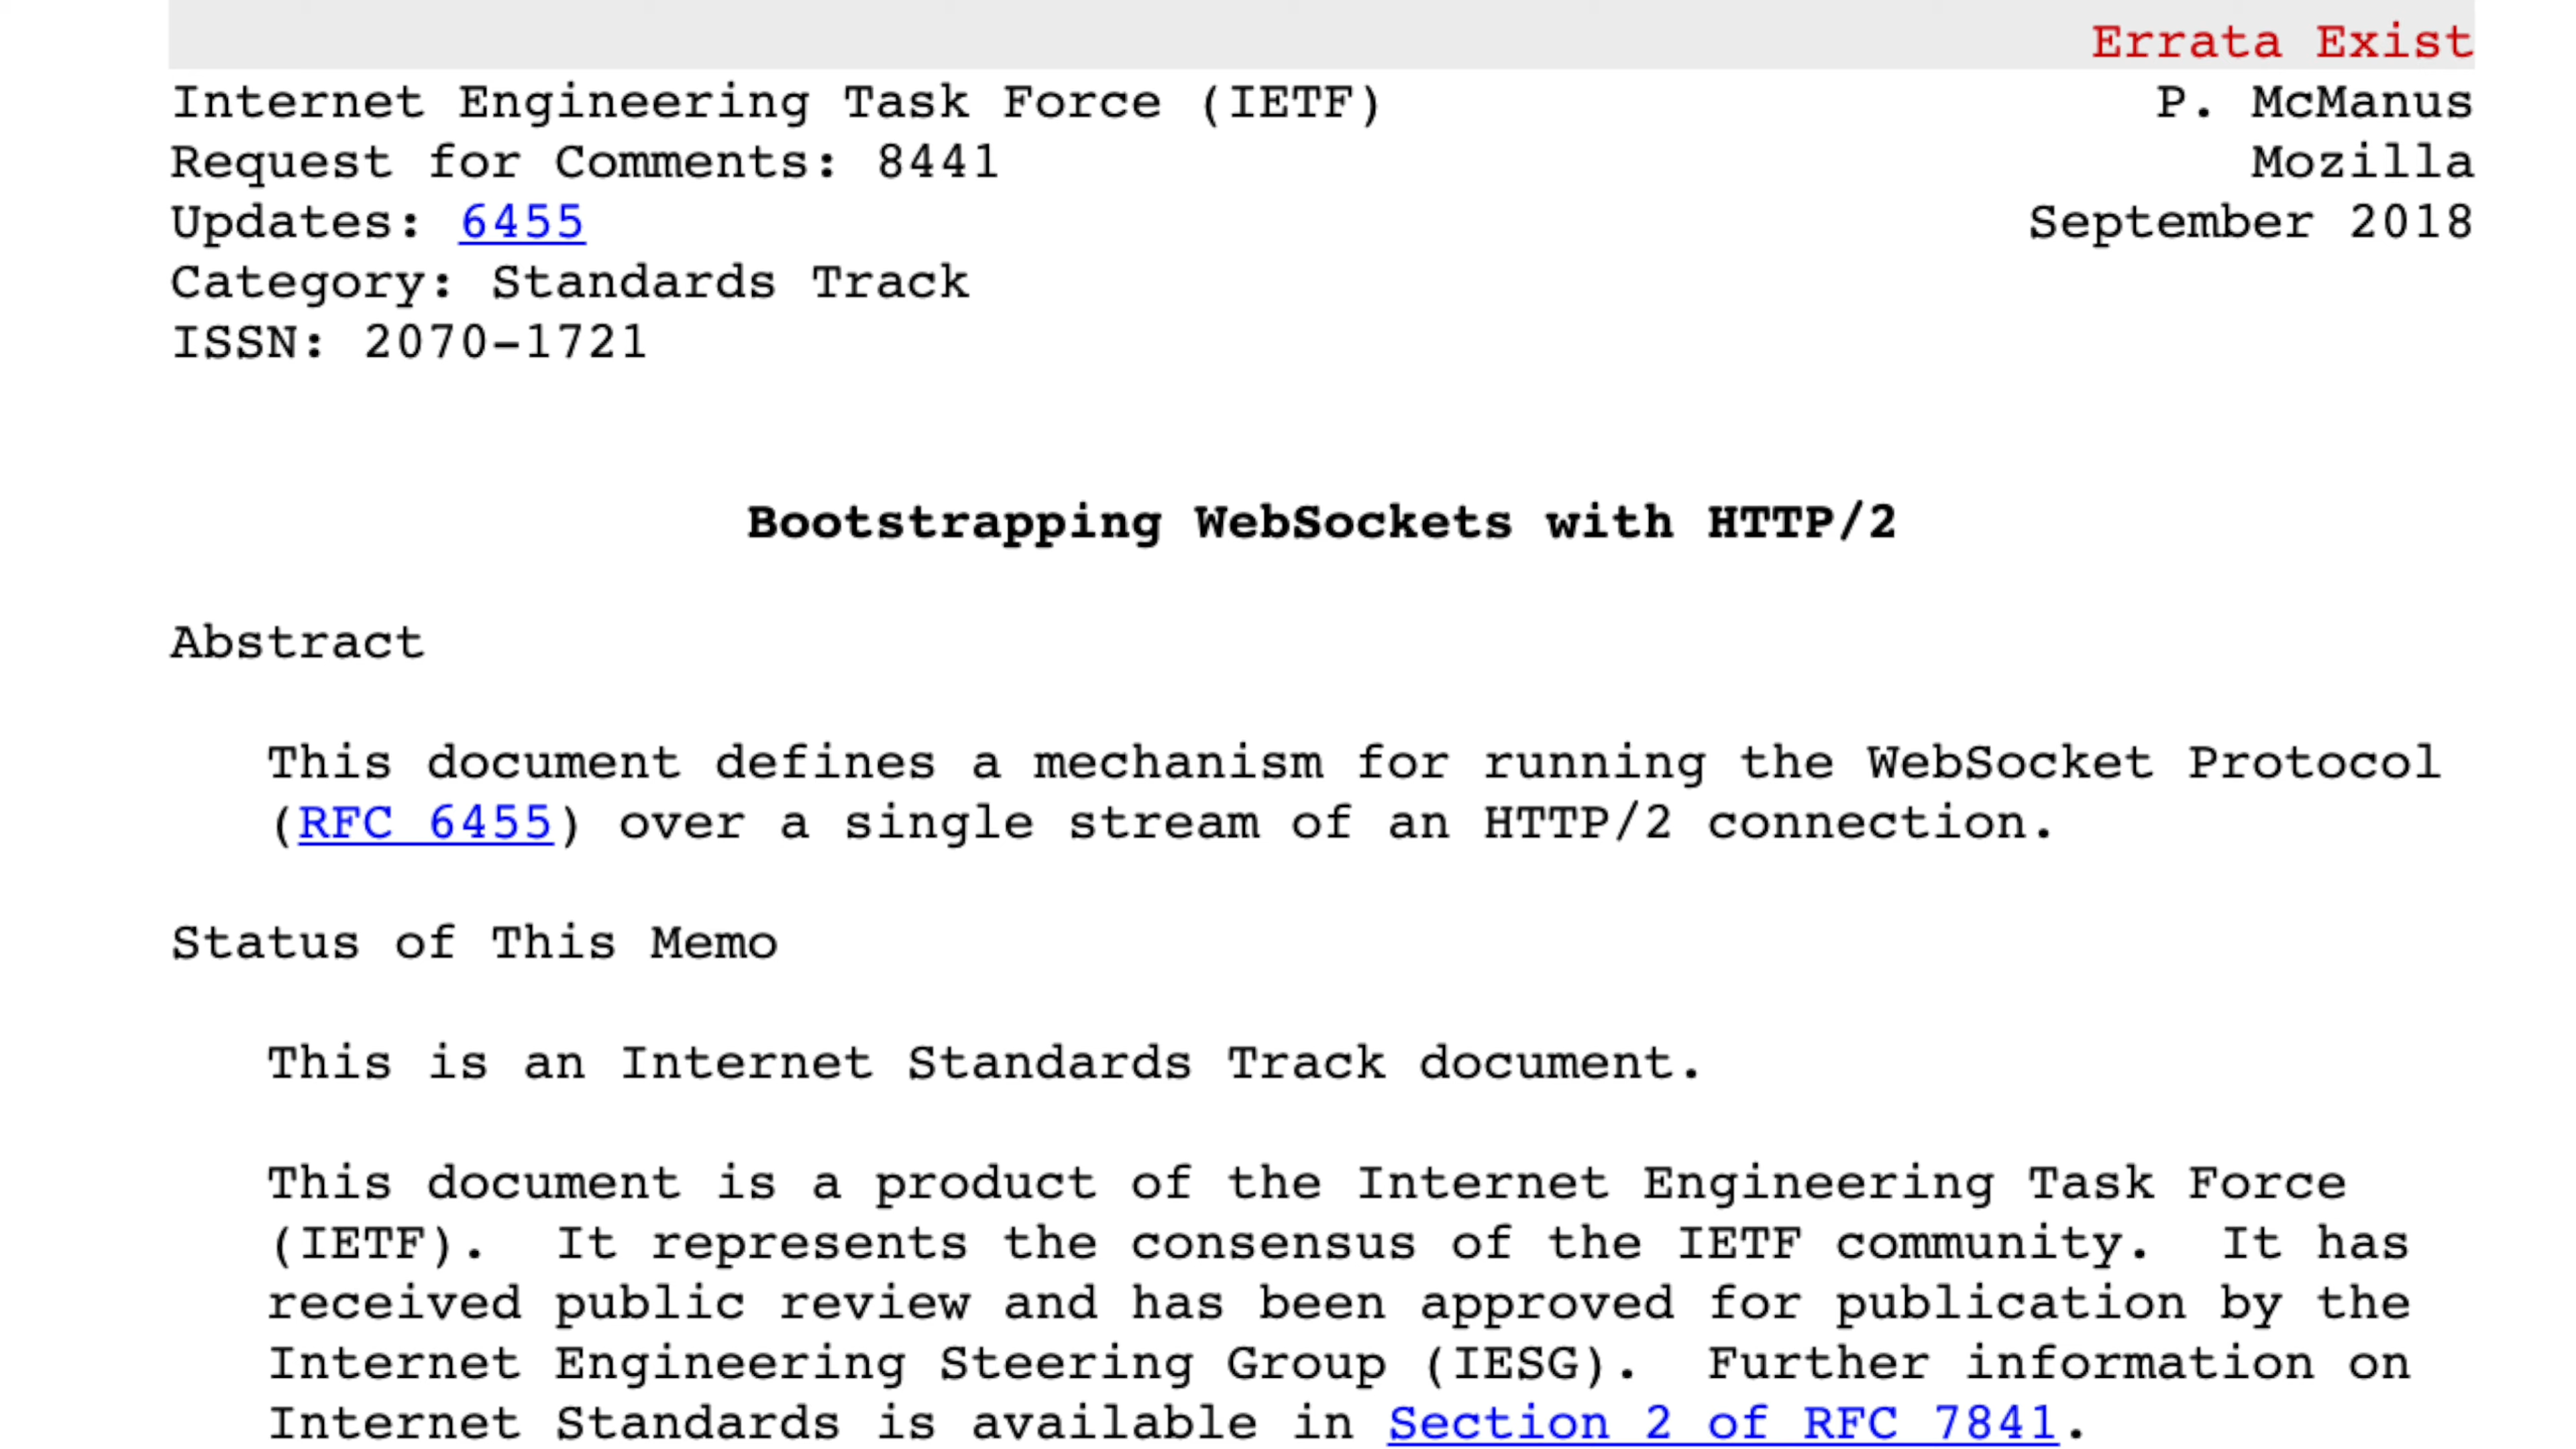 Errata Exist
Internet Engineering Task Force (IETF) P. McManus
Request for Comments: 8441 Mozilla
Updates: 6455 September 2018
Category: Standards Track
ISSN: 2070-1721
Bootstrapping WebSockets with HTTP/2
Abstract
This document defines a mechanism for running the WebSocket Protocol
(RFC 6455) over a single stream of an HTTP/2 connection.
Status of This Memo
This is an Internet Standards Track document.
This document is a product of the Internet Engineering Task Force
(IETF). It represents the consensus of the IETF community. It has
received public review and has been approved for publication by the
Internet Engineering Steering Group (IESG). Further information on
Internet Standards is available in Section 2 of RFC 7841.